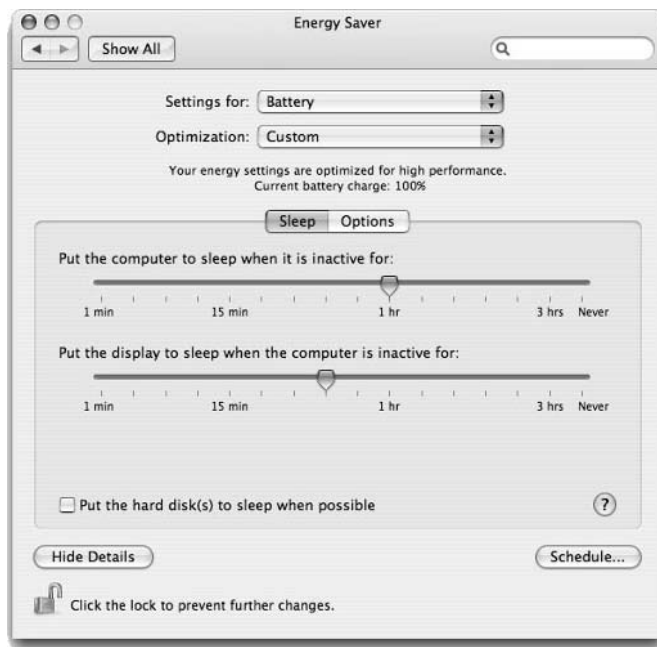 Energy Saver
Show All
Settings for: Battery
Optimization: Custom
Your energy settings are optimized for high performance.
Current battery charge: 100%
Sleep Options
Put the computer to sleep when it is inactive for:
1 min 15 min 1 hr 3 hrs Never
Put the display to sleep when the computer is inactive for:
1 min 15 min 1 hr 3 hrs Never
Put the hard disk(s) to sleep when possible
?
Hide Details Schedule...
Click the lock to prevent further changes.